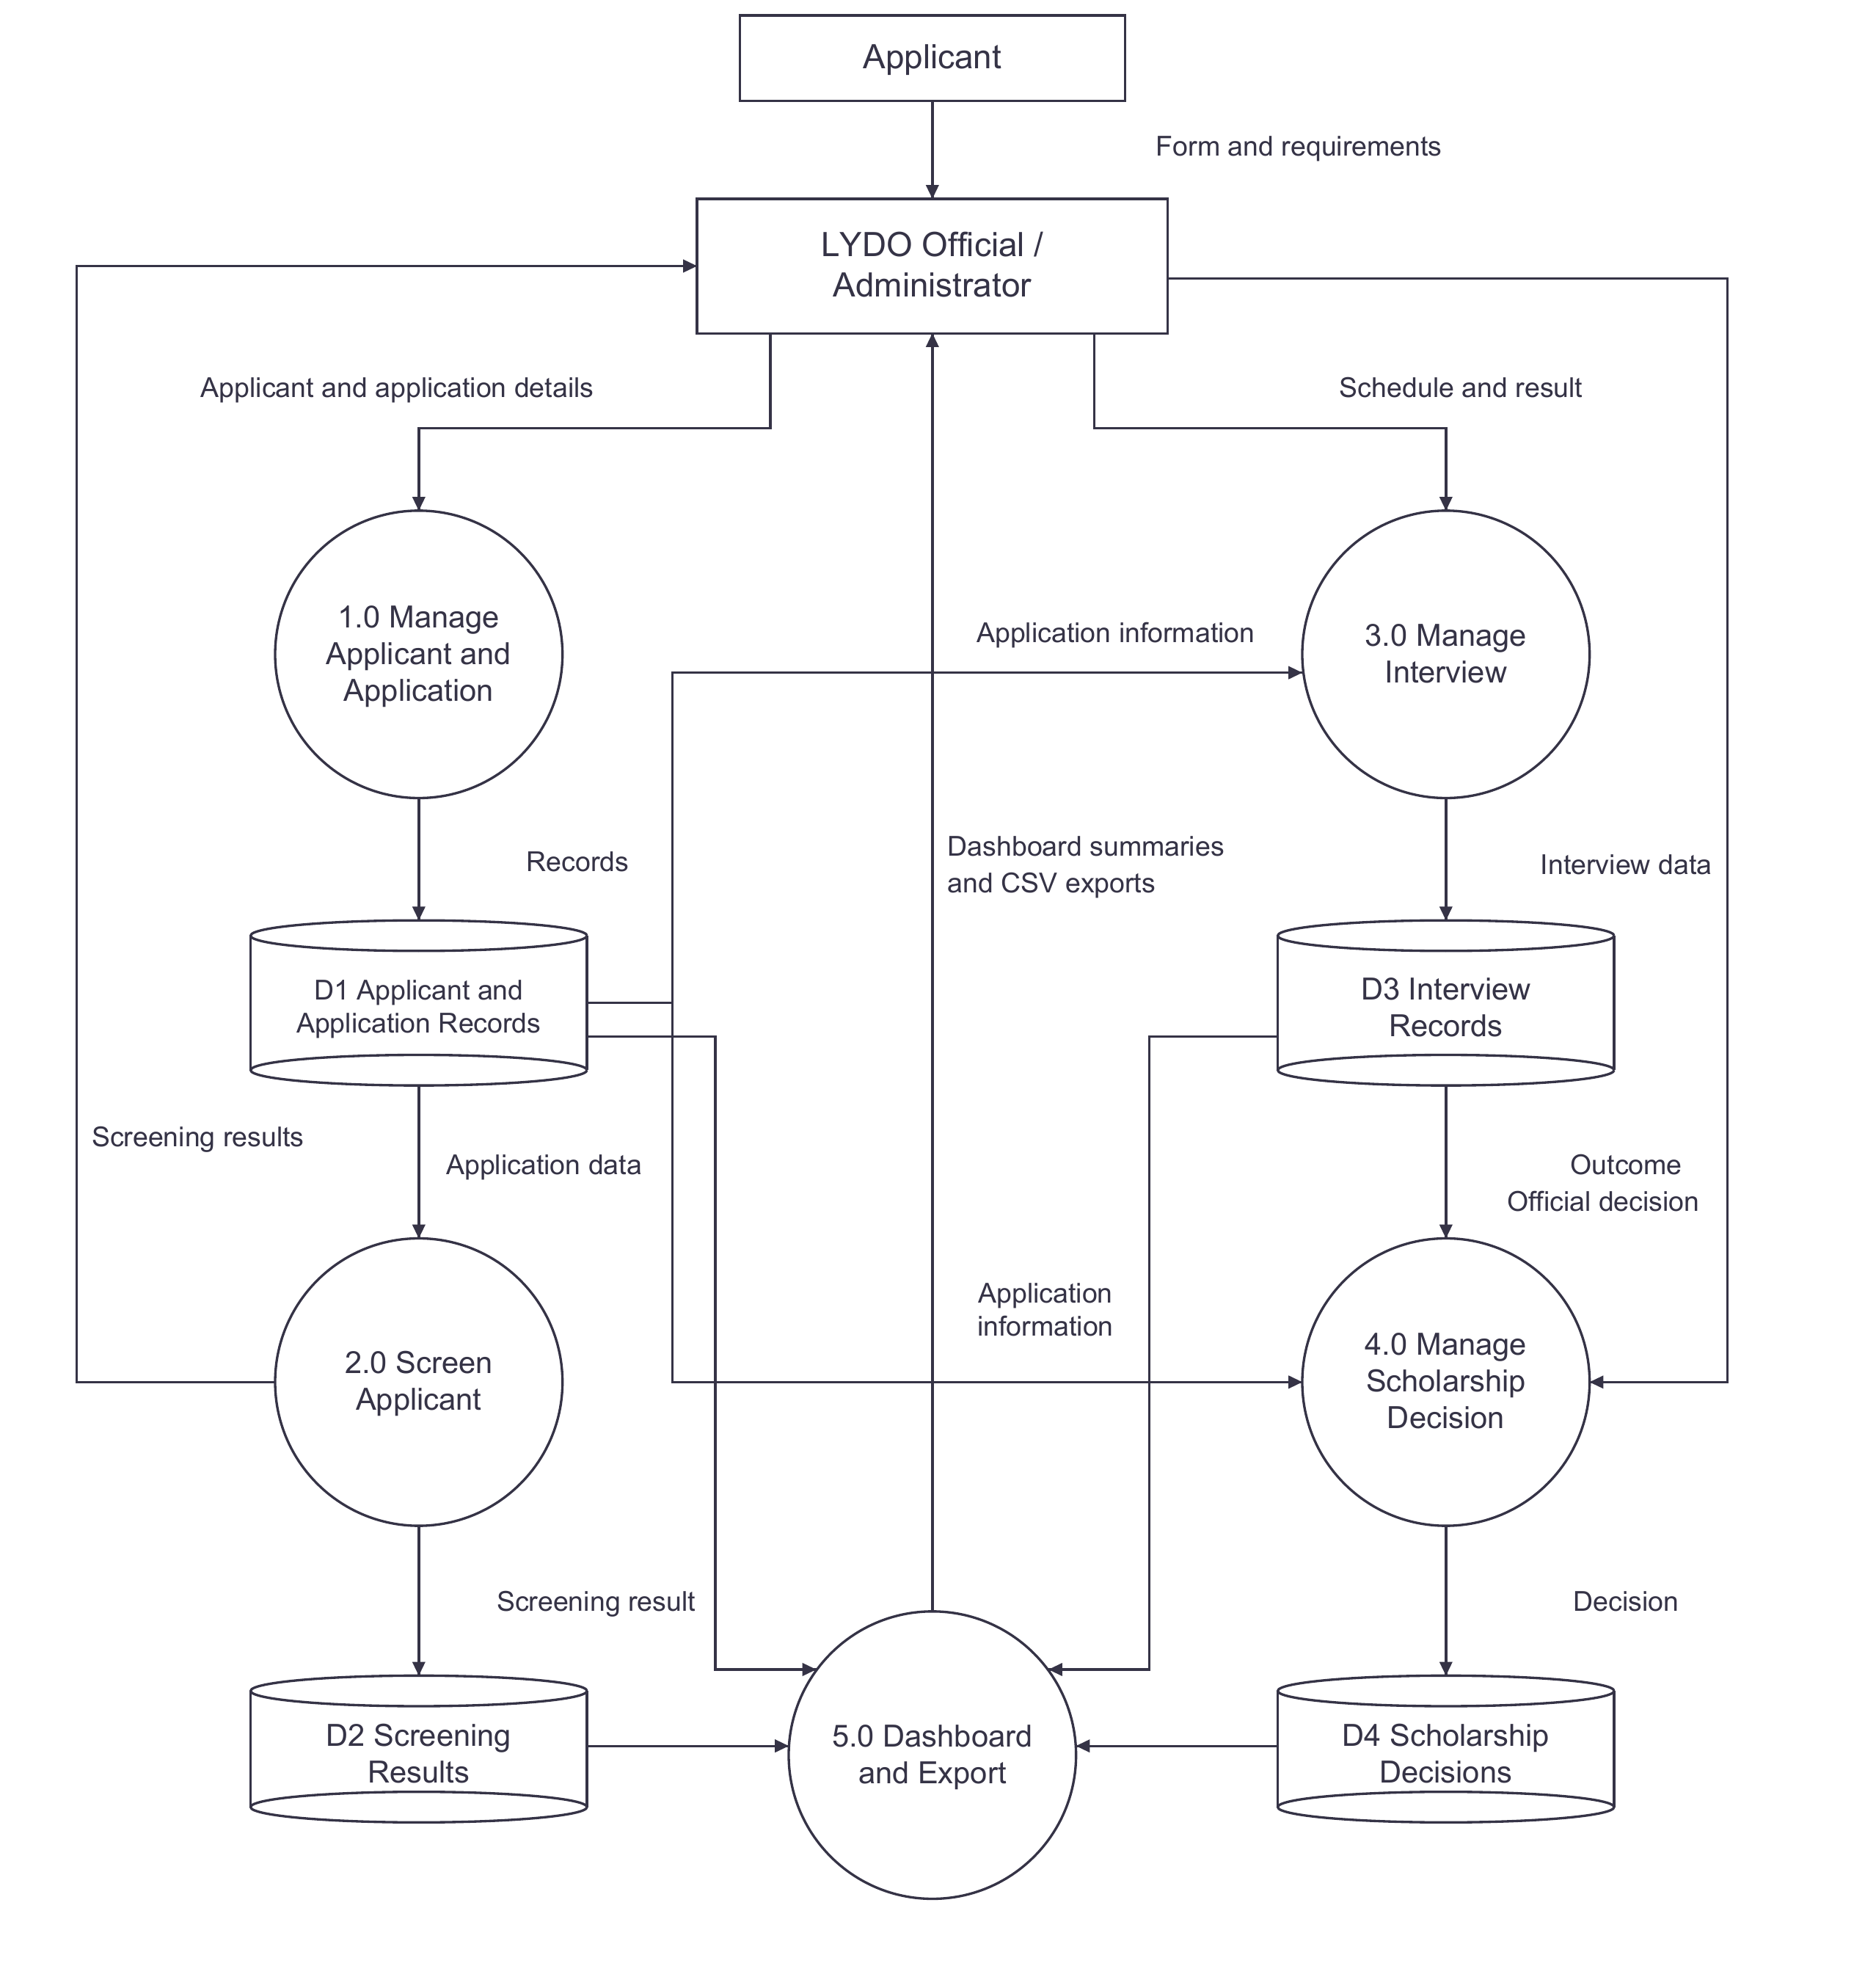 Applicant
Form and requirements
LYDO Official /
Administrator
Applicant and application details
Schedule and result
1.0 Manage
Applicant and
Application
Application information
3.0 Manage
Interview
Records
Dashboard summaries
and CSV exports
Interview data
D1 Applicant and
Application Records
D3 Interview
Records
Screening results
Application data
Outcome
Official decision
Application
information
2.0 Screen
Applicant
4.0 Manage
Scholarship
Decision
Screening result
Decision
D2 Screening
Results
5.0 Dashboard
and Export
D4 Scholarship
Decisions